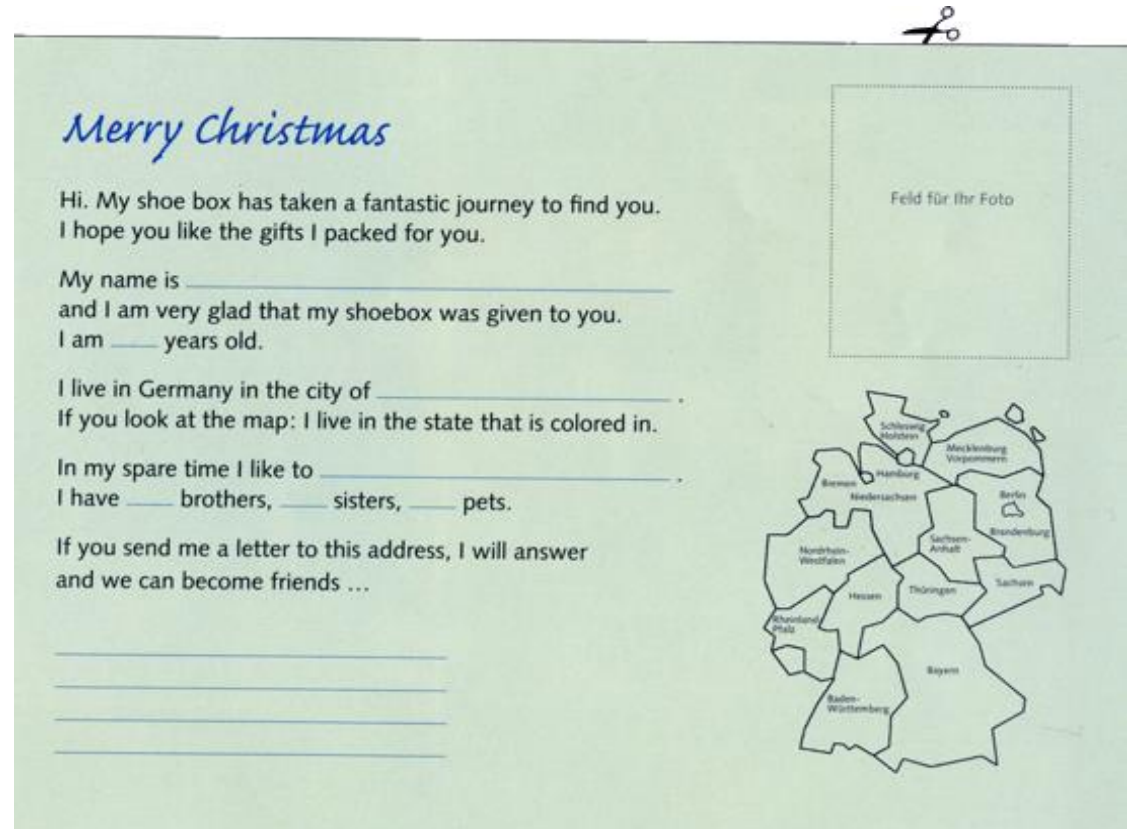 Merry Christmas
Hi. My shoe box has taken a fantastic journey to find you.
I hope you like the gifts I packed for you.
My name is
and I am very glad that my shoebox was given to you.
I am years old.
I live in Germany in the city of .
If you look at the map: I live in the state that is colored in.
In my spare time I like to .
I have brothers, sisters, pets.
If you send me a letter to this address, I will answer
and we can become friends ...
Feld für Ihr Foto
Schleswig
Holstein
Mecklenburg
Vorpommern
Hamburg
Bremen
Niedersachsen
Berlin
Brandenburg
Sachsen-
Anhalt
Nordrhein-
Westfalen
Hessen
Thüringen
Sachsen
Rheinland
Pfalz
Bayern
Baden-
Württemberg